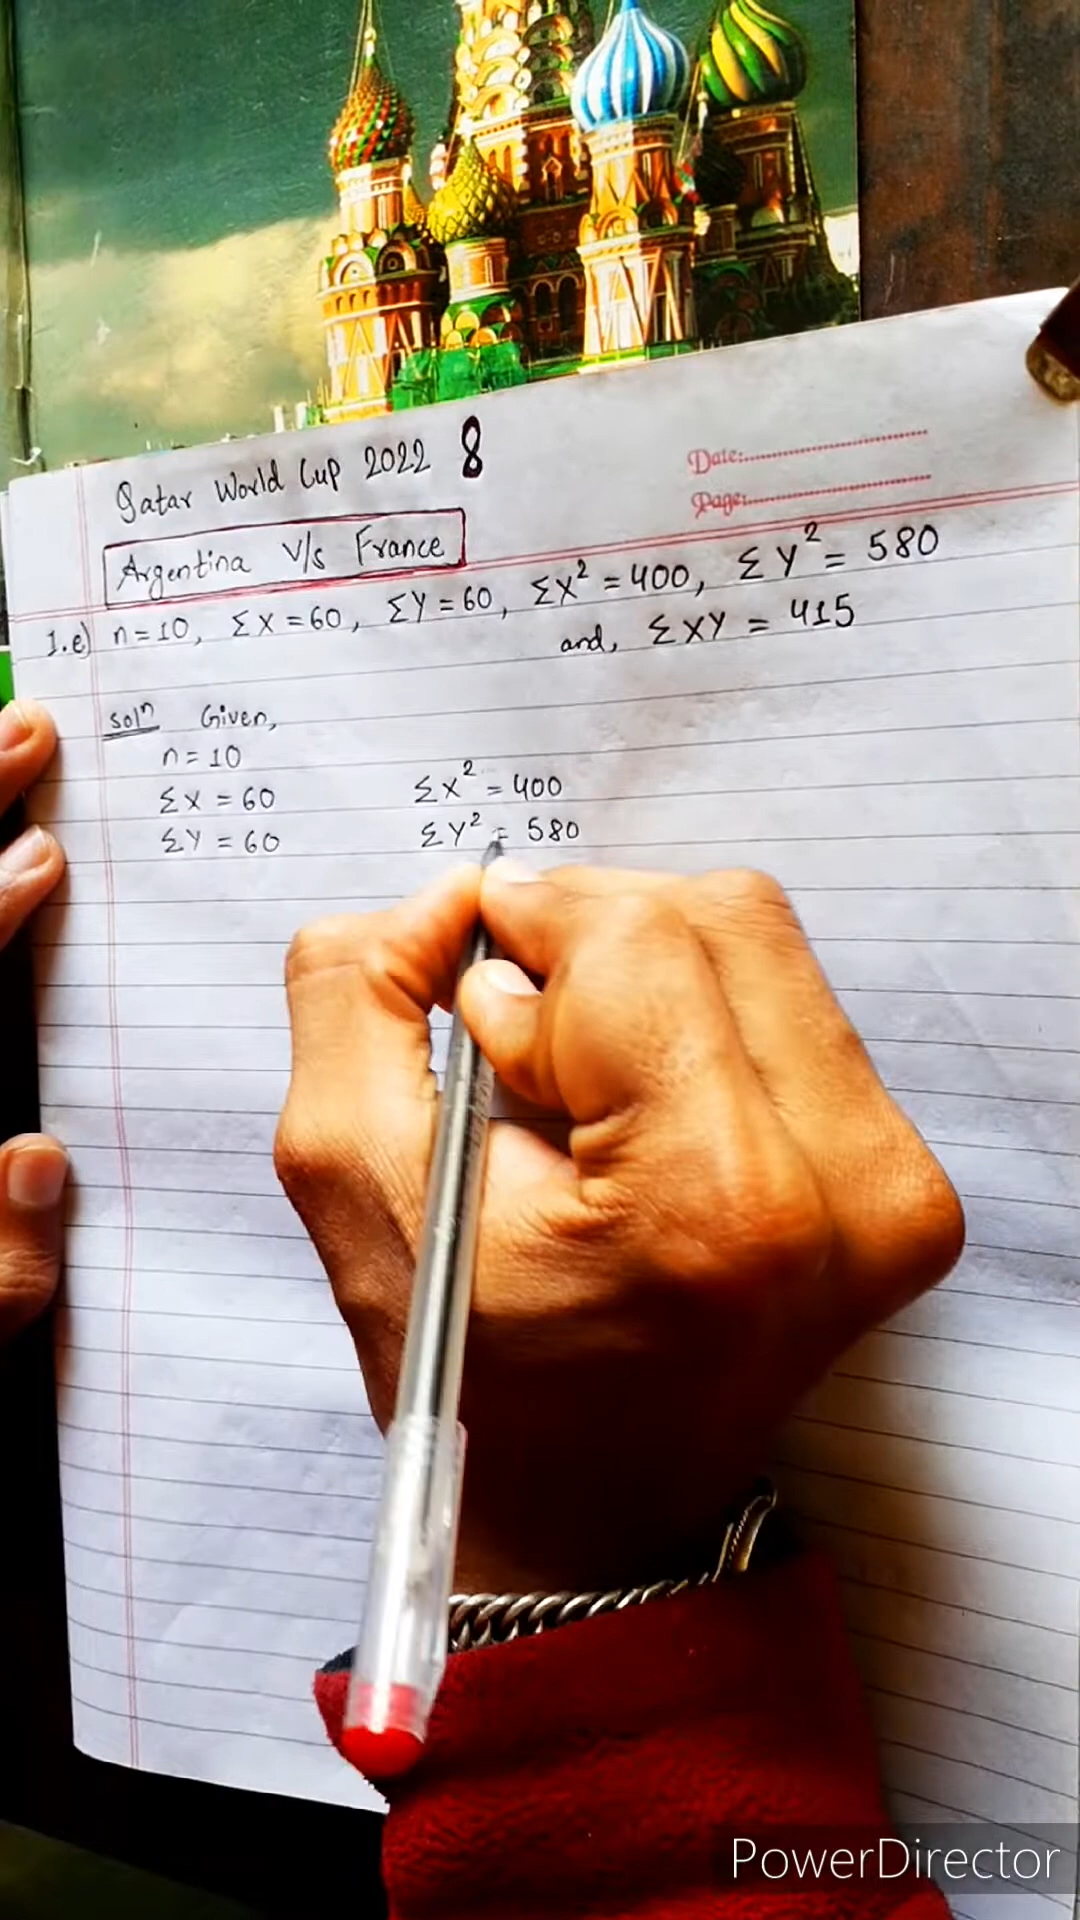 Qatar World Cup 2022 8
Date:
Page:
Argentina V/s France
1.e) n = 10, ΣX = 60, ΣY = 60, ΣX² = 400, ΣY² = 580
and, ΣXY = 415
solⁿ Given,
n = 10
ΣX = 60 ΣX² = 400
ΣY = 60 ΣY² = 580
PowerDirector